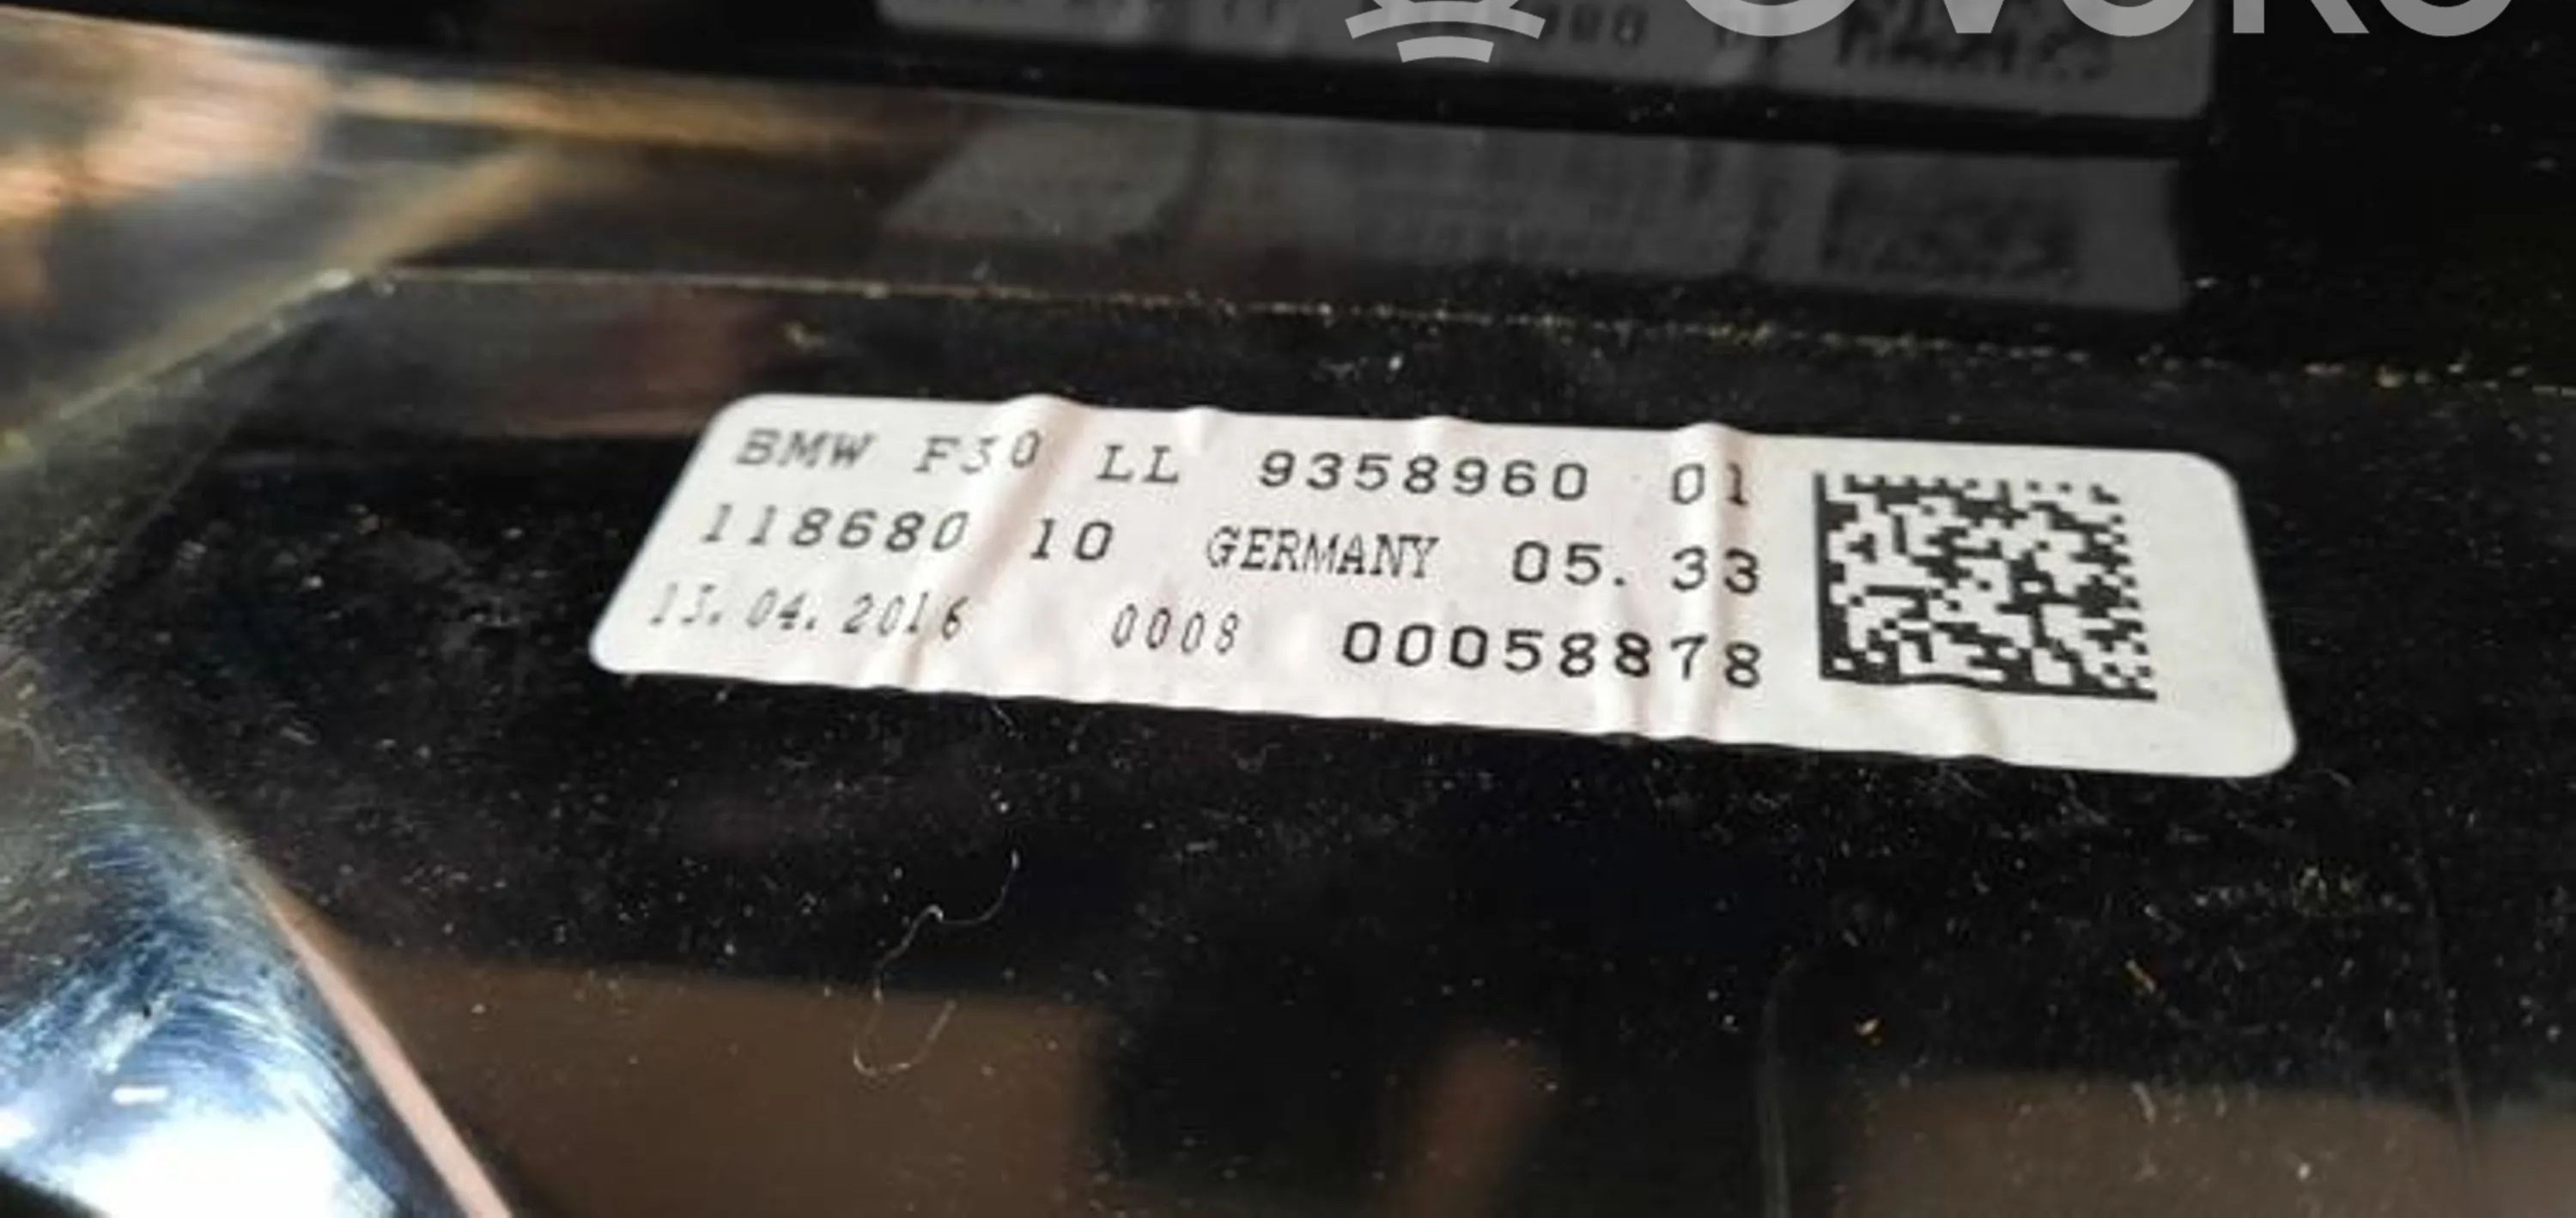 BMW F30 LL 9358960 01
118680 10 GERMANY 05. 33
13.04.2016 0008 00058878